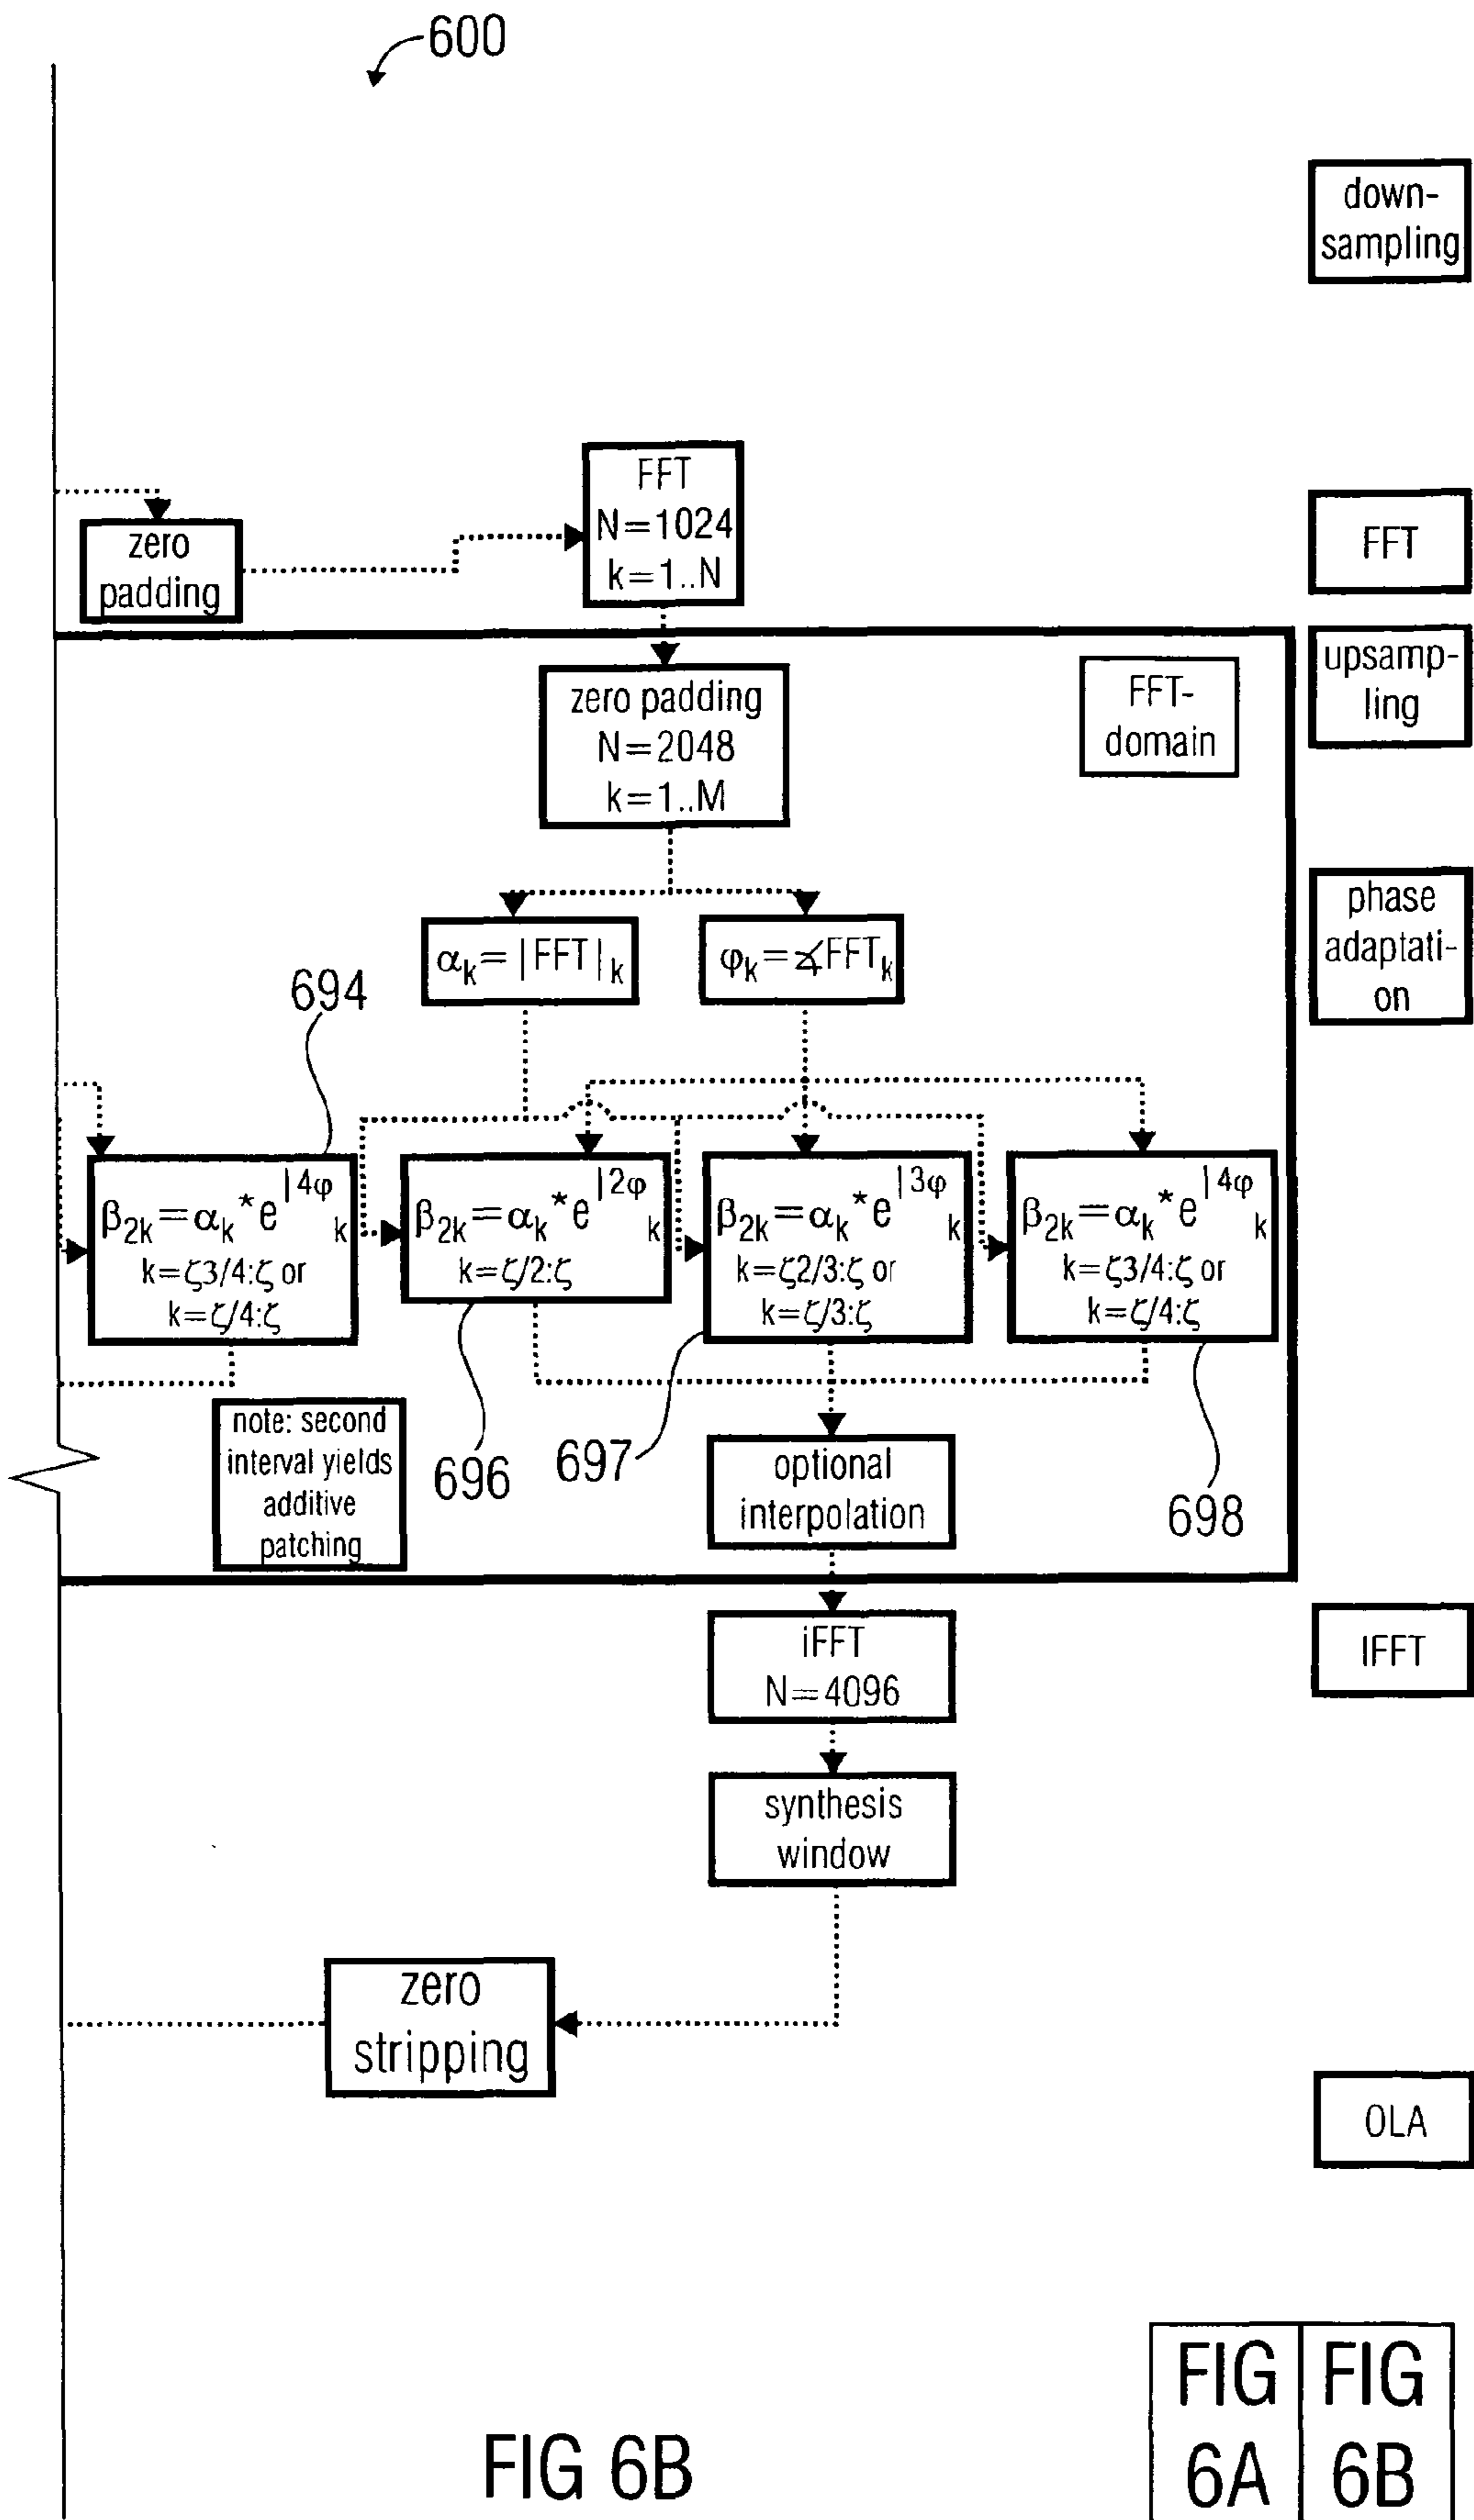 600
down-
sampling
FFT
N=1024
k=1..N
zero
padding
FFT
zero padding
N=2048
k=1..M
FFT-
domain
upsamp-
ling
αk=|FFT|k
φk=∡FFTk
phase
adaptati-
on
694
β2k=αk*e|4φk
k=ζ3/4:ζ or
k=ζ/4:ζ
β2k=αk*e|2φk
k=ζ/2:ζ
β2k=αk*e|3φk
k=ζ2/3:ζ or
k=ζ/3:ζ
β2k=αk*e|4φk
k=ζ3/4:ζ or
k=ζ/4:ζ
note: second
interval yields
additive
patching
696
697
698
optional
interpolation
iFFT
N=4096
IFFT
synthesis
window
zero
stripping
OLA
FIG 6B
FIG
6A
FIG
6B